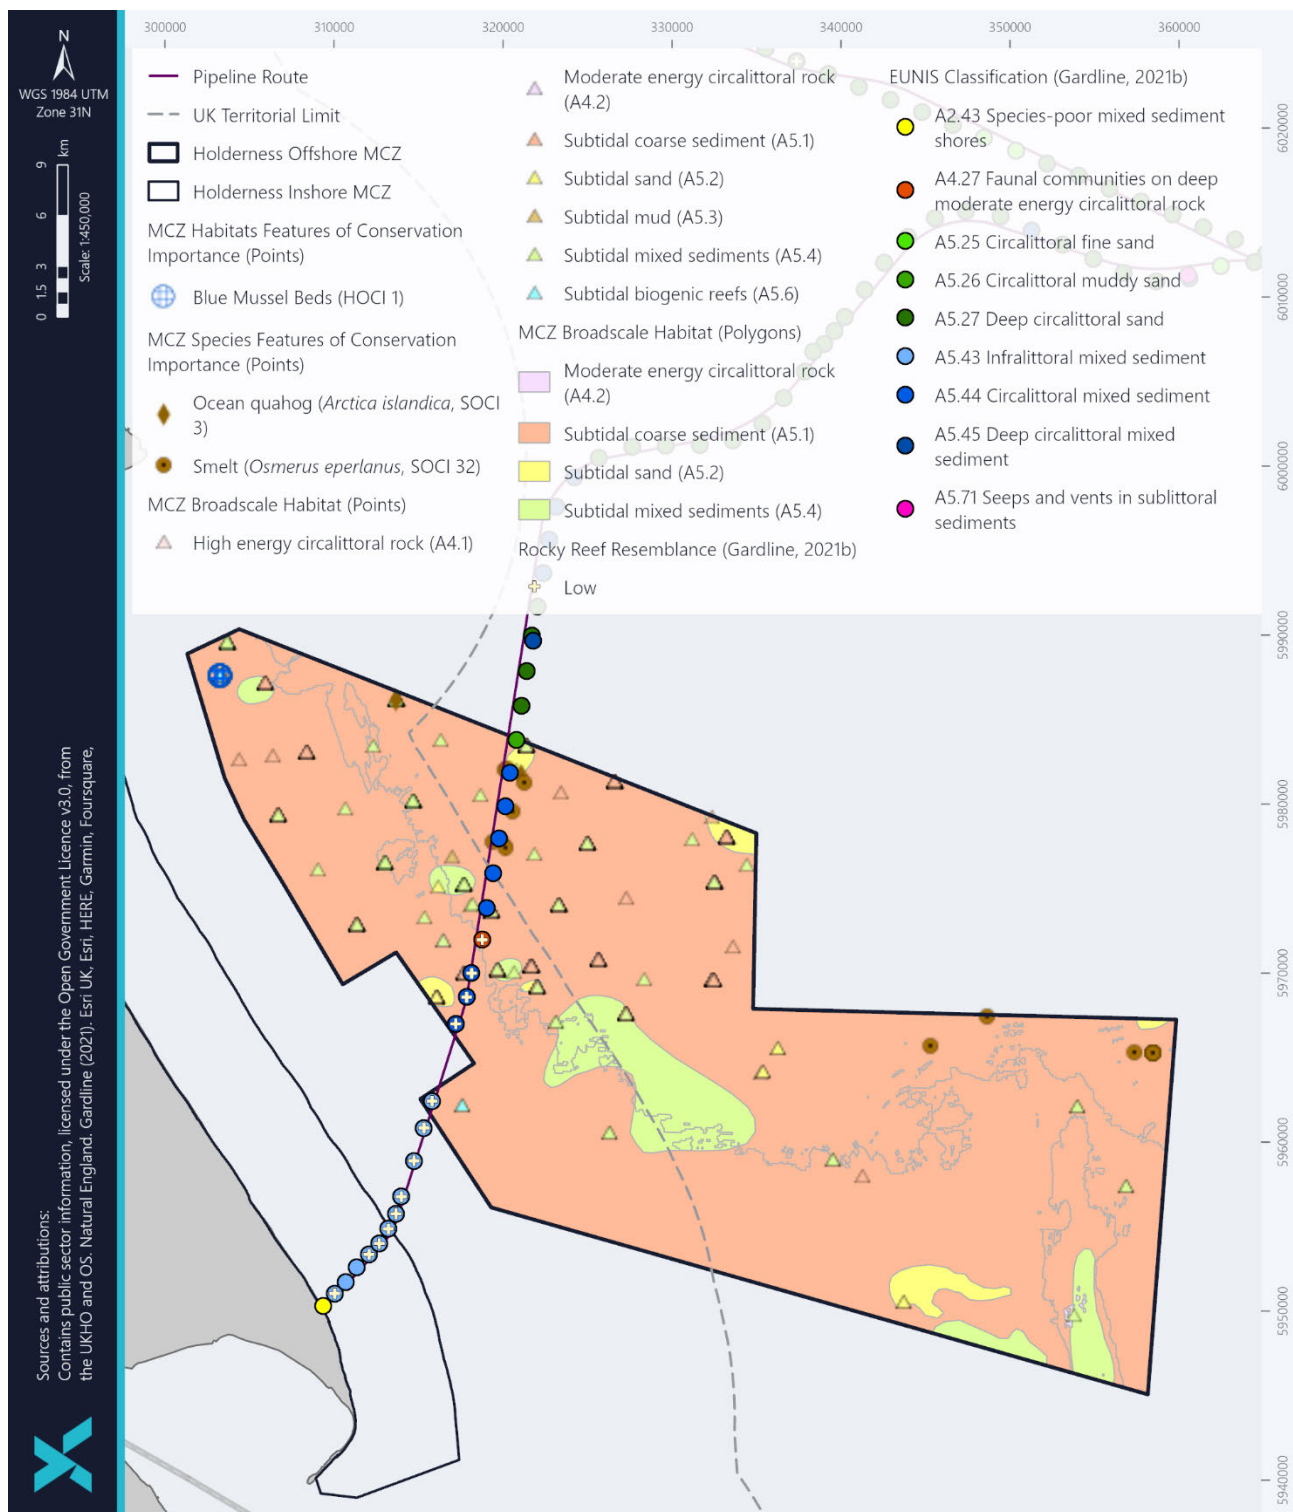 300000 310000 320000 330000 340000 350000 360000
N
WGS 1984 UTM
Zone 31N
0 1.5 3 6 9
km
Scale: 1:450,000
Pipeline Route
UK Territorial Limit
Holderness Offshore MCZ
Holderness Inshore MCZ
MCZ Habitats Features of Conservation
Importance (Points)
Blue Mussel Beds (HOCI 1)
MCZ Species Features of Conservation
Importance (Points)
Ocean quahog (Arctica islandica, SOCI
3)
Smelt (Osmerus eperlanus, SOCI 32)
MCZ Broadscale Habitat (Points)
High energy circalittoral rock (A4.1)
Moderate energy circalittoral rock
(A4.2)
Subtidal coarse sediment (A5.1)
Subtidal sand (A5.2)
Subtidal mud (A5.3)
Subtidal mixed sediments (A5.4)
Subtidal biogenic reefs (A5.6)
MCZ Broadscale Habitat (Polygons)
Moderate energy circalittoral rock
(A4.2)
Subtidal coarse sediment (A5.1)
Subtidal sand (A5.2)
Subtidal mixed sediments (A5.4)
Rocky Reef Resemblance (Gardline, 2021b)
Low
EUNIS Classification (Gardline, 2021b)
A2.43 Species-poor mixed sediment
shores
A4.27 Faunal communities on deep
moderate energy circalittoral rock
A5.25 Circalittoral fine sand
A5.26 Circalittoral muddy sand
A5.27 Deep circalittoral sand
A5.43 Infralittoral mixed sediment
A5.44 Circalittoral mixed sediment
A5.45 Deep circalittoral mixed
sediment
A5.71 Seeps and vents in sublittoral
sediments
6020000
6010000
6000000
5990000
5980000
5970000
5960000
5950000
5940000
Sources and attributions:
Contains public sector information, licensed under the Open Government Licence v3.0, from
the UKHO and OS. Natural England. Gardline (2021). Esri UK, Esri, HERE, Garmin, Foursquare,